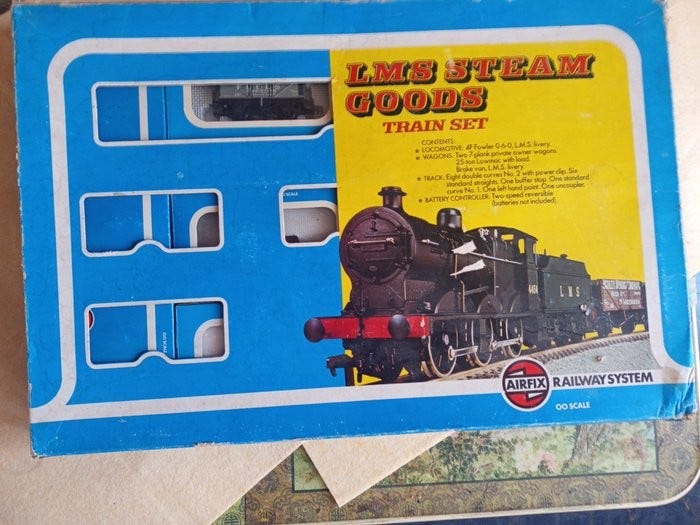 LMS STEAM
GOODS
TRAIN SET
CONTENTS:
★ LOCOMOTIVE: 4F Fowler 0-6-0, L.M.S. livery.
★ WAGONS: Two 7-plank private owner wagons.
25-ton Lowmac with load.
Brake van, L.M.S. livery.
★ TRACK: Eight double curves No. 2 with power clip. Six
standard straights. One buffer stop. One standard
curve No. 1. One left hand point. One uncoupler.
★ BATTERY CONTROLLER: Two-speed reversible
(batteries not included).
4454
L M S
AIRFIX
RAILWAY SYSTEM
OO SCALE